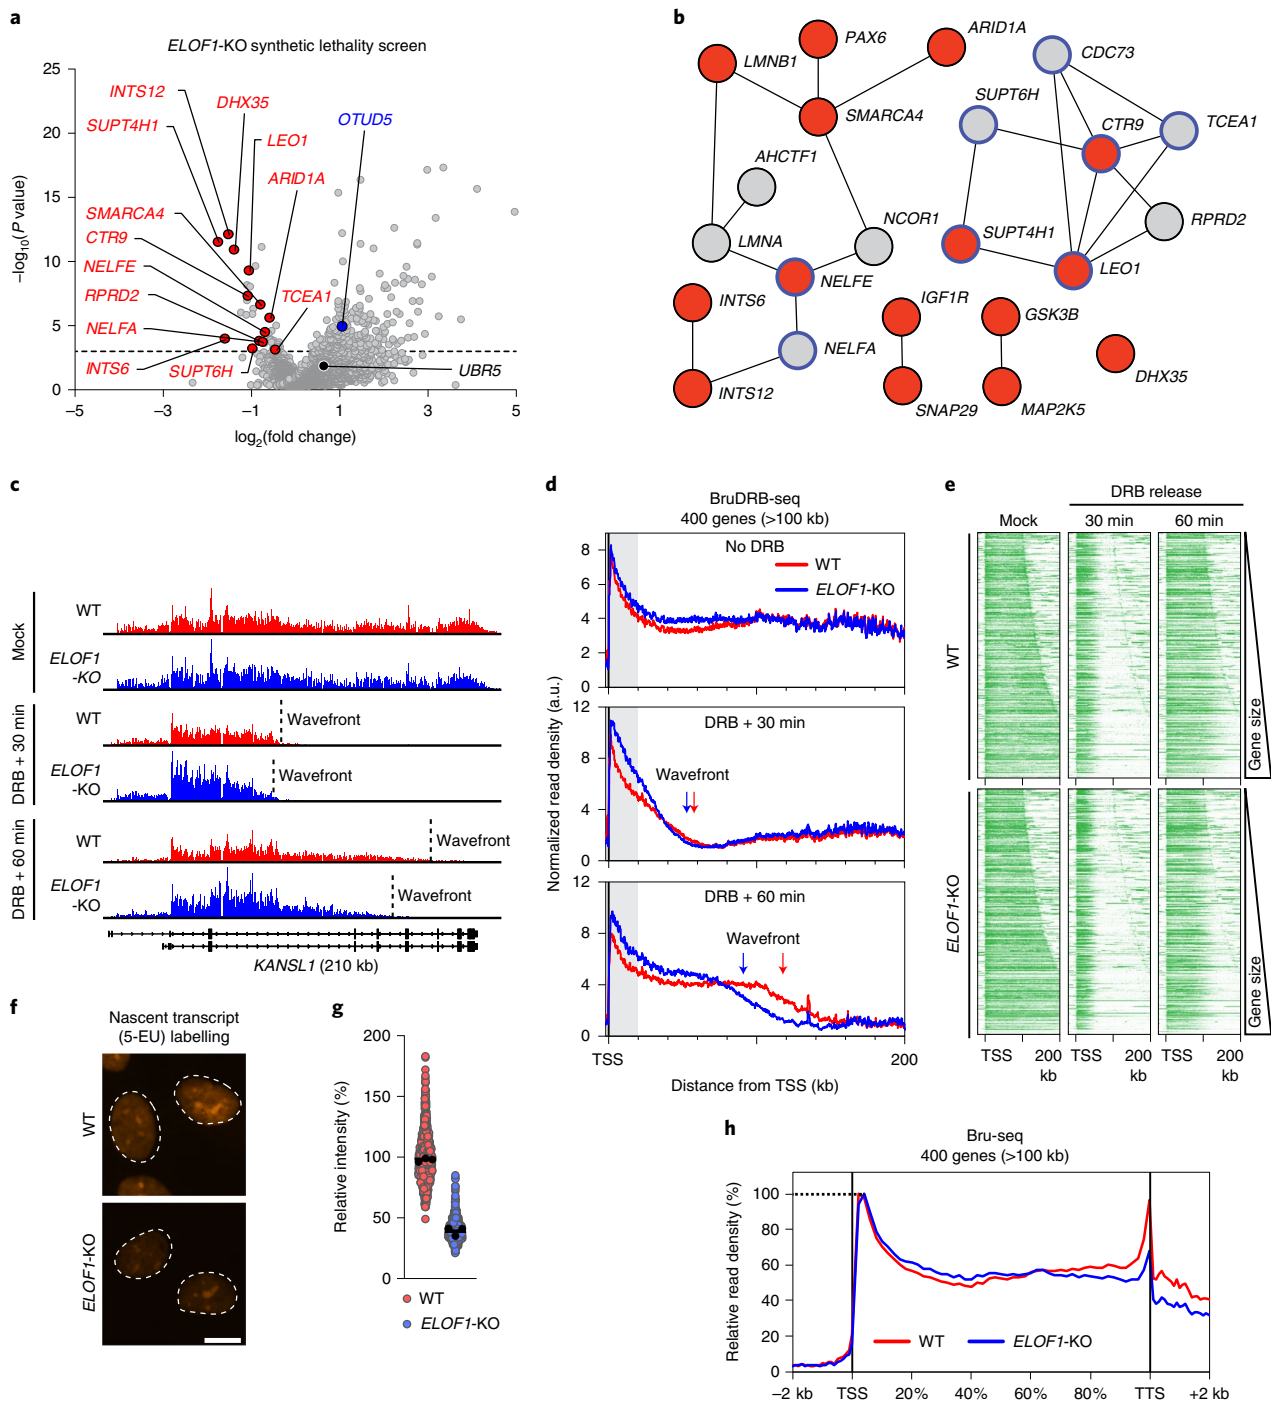 a
ELOF1-KO synthetic lethality screen
25
20
15
10
5
0
–log10(P value)
INTS12
DHX35
SUPT4H1
LEO1
OTUD5
ARID1A
SMARCA4
CTR9
NELFE
RPRD2
TCEA1
NELFA
INTS6
SUPT6H
UBR5
–5
–3
–1
1
3
5
log2(fold change)
b
PAX6
ARID1A
LMNB1
SMARCA4
CDC73
SUPT6H
CTR9
TCEA1
AHCTF1
LMNA
NCOR1
RPRD2
SUPT4H1
LEO1
NELFE
INTS6
IGF1R
GSK3B
NELFA
DHX35
INTS12
SNAP29
MAP2K5
c
Mock
WT
ELOF1
-KO
DRB + 30 min
WT
Wavefront
ELOF1
-KO
Wavefront
DRB + 60 min
WT
Wavefront
ELOF1
-KO
Wavefront
KANSL1 (210 kb)
d
BruDRB-seq
400 genes (>100 kb)
Normalized read density (a.u.)
8
6
4
2
0
No DRB
WT
ELOF1-KO
12
8
4
0
DRB + 30 min
Wavefront
12
8
4
0
DRB + 60 min
Wavefront
TSS
200
Distance from TSS (kb)
e
DRB release
Mock
30 min
60 min
WT
Gene size
ELOF1-KO
Gene size
TSS
200
kb
TSS
200
kb
TSS
200
kb
f
Nascent transcript
(5-EU) labelling
WT
ELOF1-KO
g
Relative intensity (%)
200
150
100
50
0
WT
ELOF1-KO
h
Bru-seq
400 genes (>100 kb)
Relative read density (%)
100
80
60
40
20
0
WT
ELOF1-KO
–2 kb
TSS
20%
40%
60%
80%
TTS
+2 kb